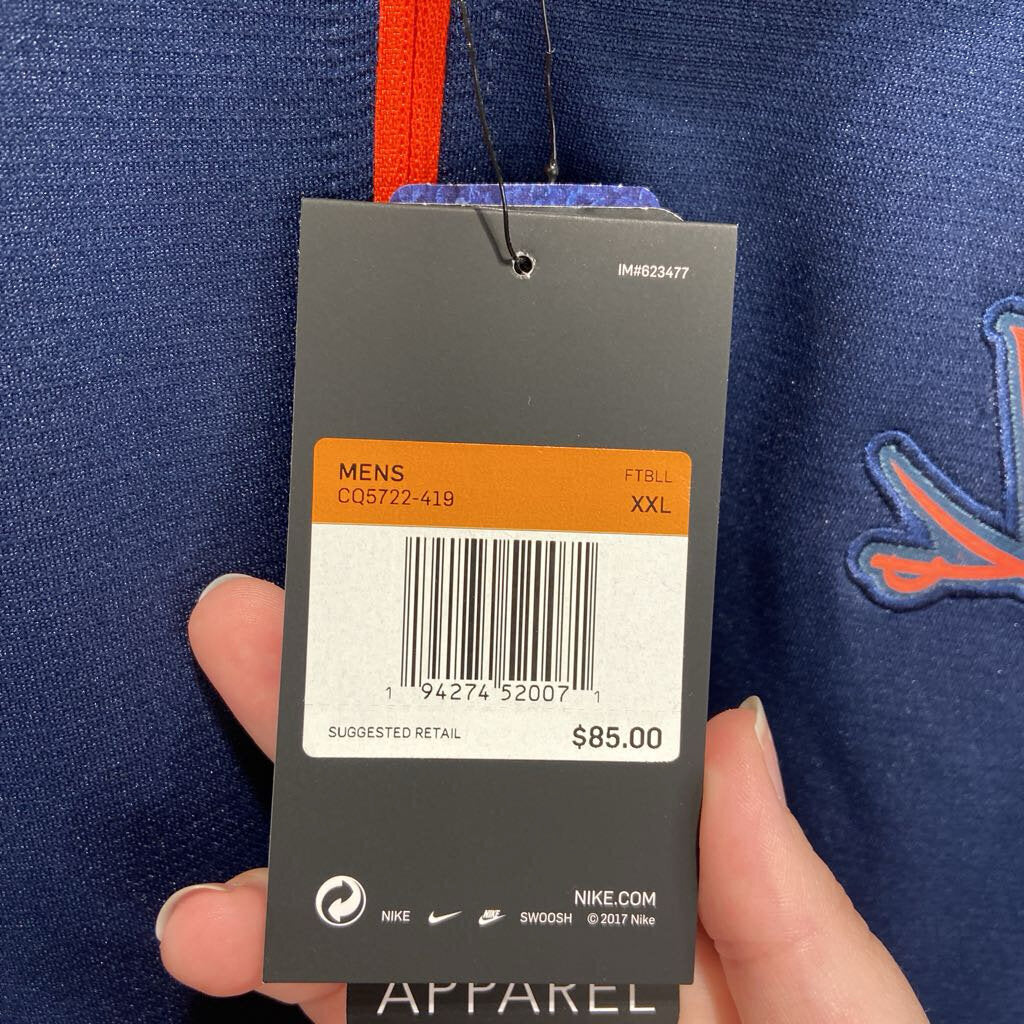 IM#623477
MENS FTBLL
CQ5722-419 XXL
1 94274 52007 1
SUGGESTED RETAIL $85.00
NIKE.COM
NIKE NIKE SWOOSH © 2017 Nike
APPAREL